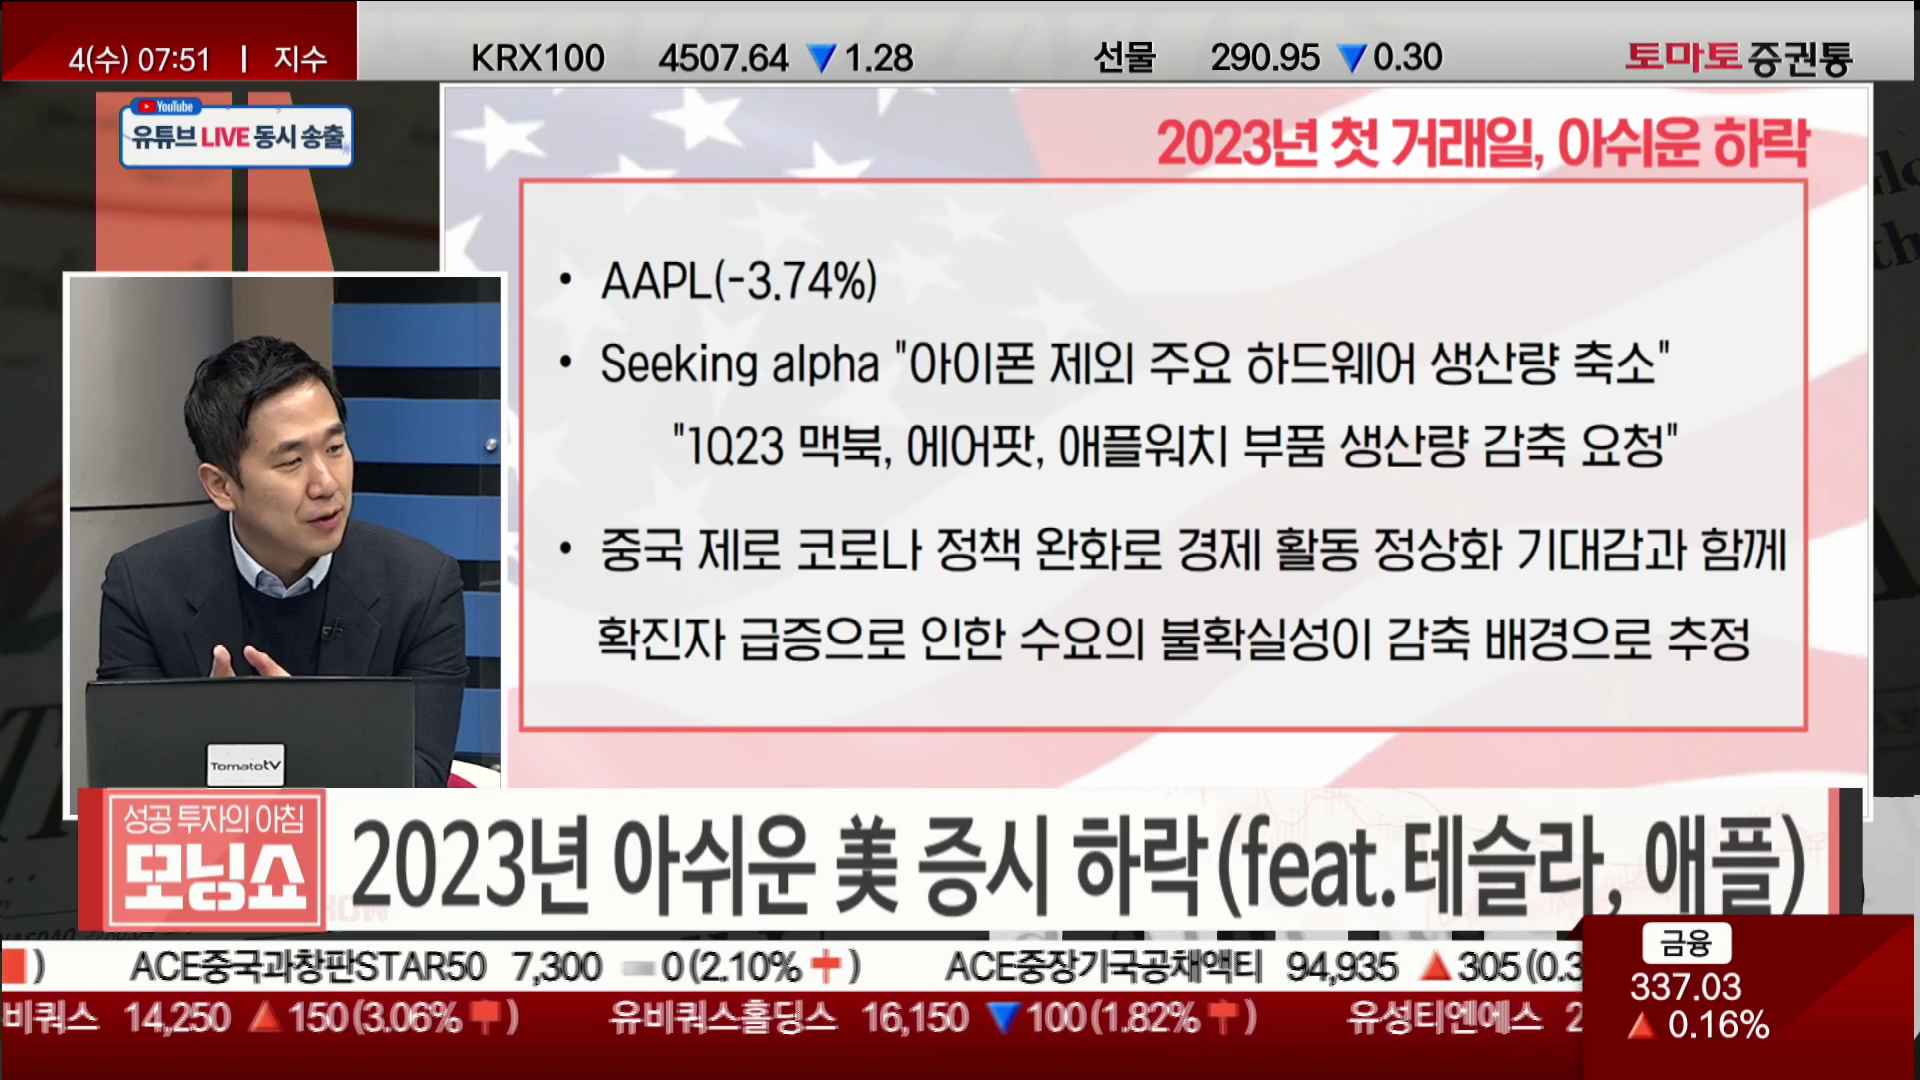 4(수) 07:51 | 지수
KRX100 4507.64 ▼1.28 선물 290.95 ▼0.30
토마토증권통
YouTube
유튜브 LIVE 동시 송출
2023년 첫 거래일, 아쉬운 하락
• AAPL(-3.74%)
• Seeking alpha "아이폰 제외 주요 하드웨어 생산량 축소"
"1Q23 맥북, 에어팟, 애플워치 부품 생산량 감축 요청"
• 중국 제로 코로나 정책 완화로 경제 활동 정상화 기대감과 함께
확진자 급증으로 인한 수요의 불확실성이 감축 배경으로 추정
Tomatotv
성공 투자의 아침
모닝쇼
2023년 아쉬운 美 증시 하락(feat.테슬라, 애플)
) ACE중국과창판STAR50 7,300 0(2.10% ) ACE중장기국공채액티 94,935 ▲305(0.3
비쿼스 14,250 ▲150(3.06% ) 유비쿼스홀딩스 16,150 ▼100(1.82% ) 유성티엔에스 2
금융
337.03
▲ 0.16%